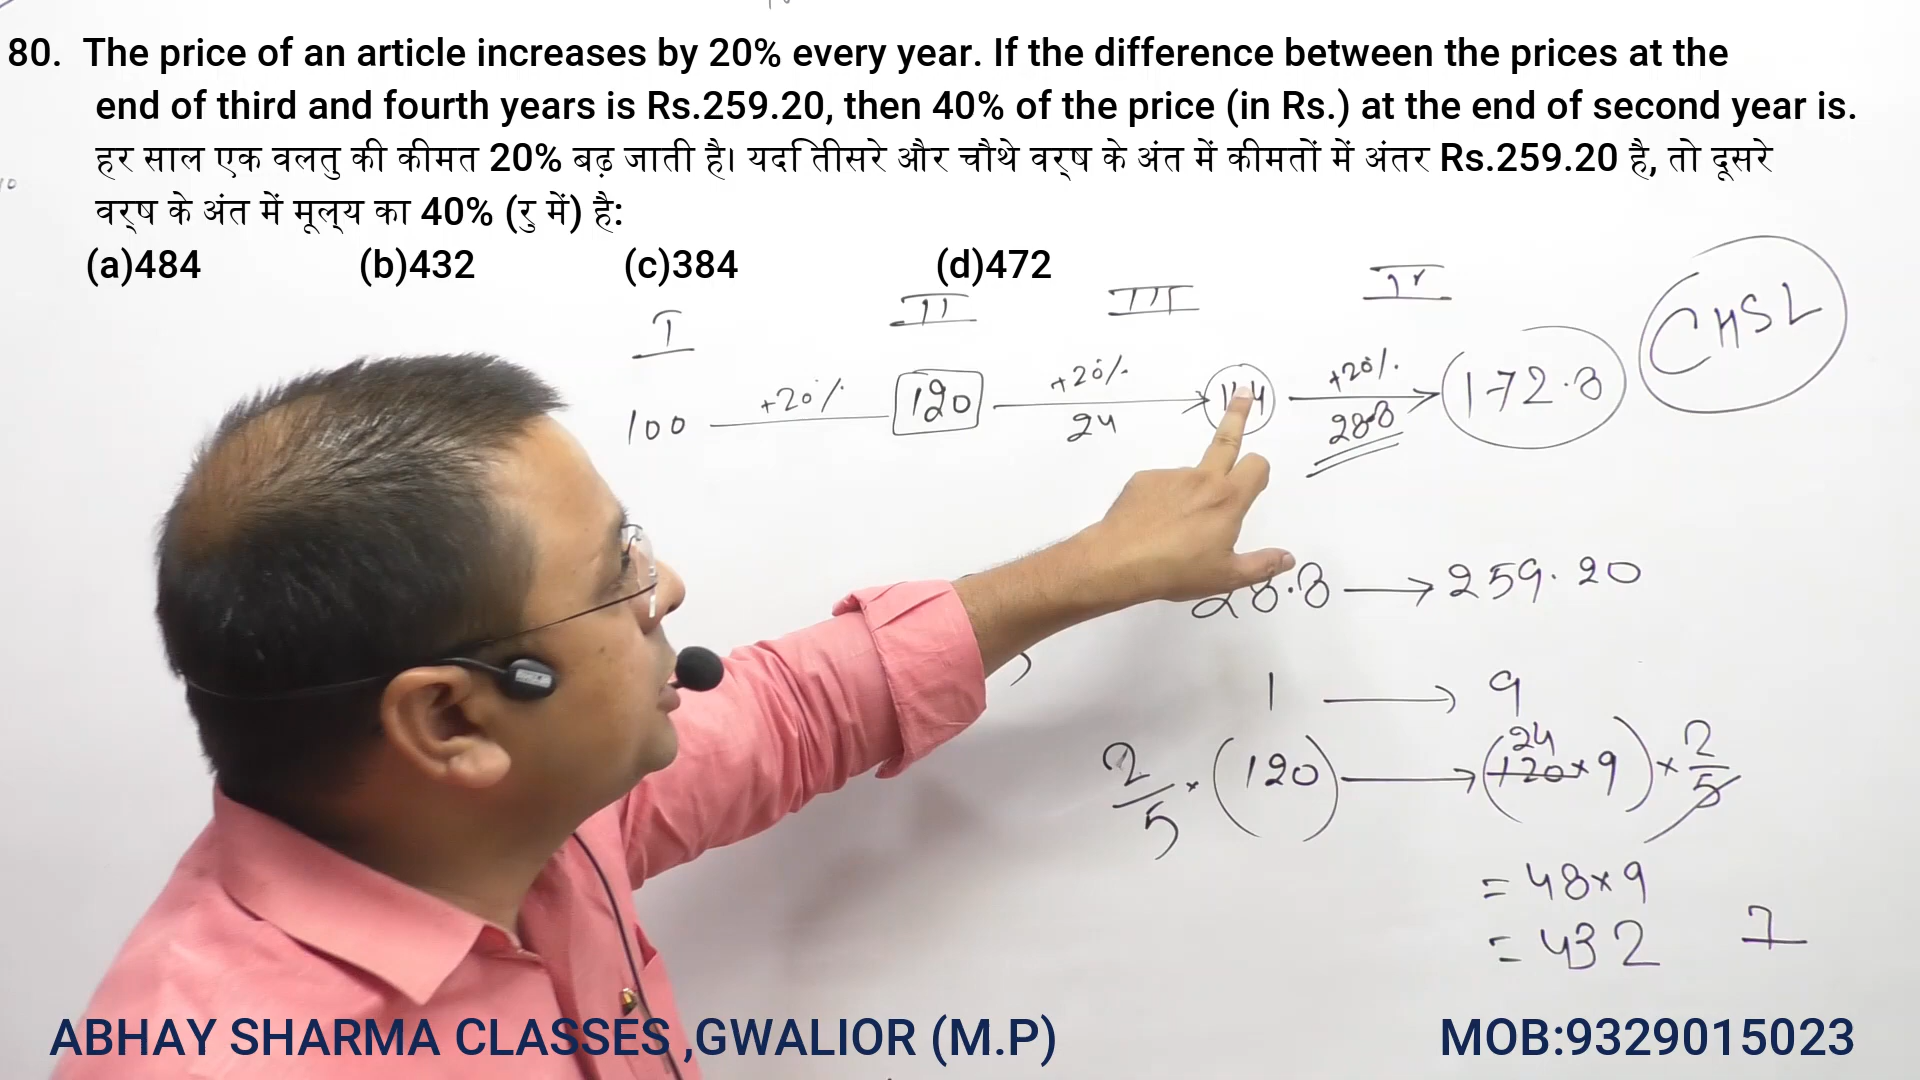 80. The price of an article increases by 20% every year. If the difference between the prices at the
end of third and fourth years is Rs.259.20, then 40% of the price (in Rs.) at the end of second year is.
हर साल एक वलतु की कीमत 20% बढ़ जाती है। यदि तीसरे और चौथे वर्ष के अंत में कीमतों में अंतर Rs.259.20 है, तो दूसरे
वर्ष के अंत में मूल्य का 40% (रु में) है:
(a)484 (b)432 (c)384 (d)472
I II III IV CHSL
100 +20% 120 +20% 24 144 +20% 28.8 172.8
28.8 → 259.20
1 → 9
2/5 × (120) → (120 × 9) × 2/5
24
= 48×9
= 432
ABHAY SHARMA CLASSES ,GWALIOR (M.P) MOB:9329015023